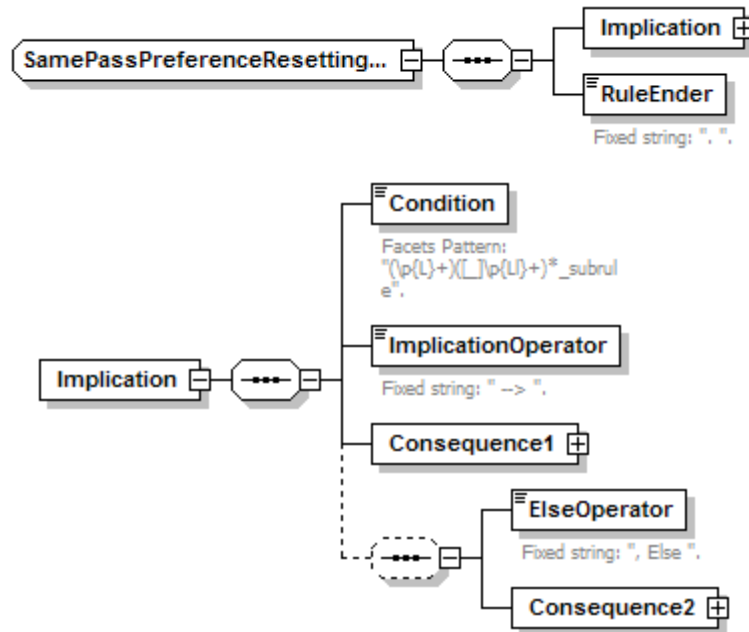 SamePassPreferenceResetting...
Implication
RuleEnder
Fixed string: ". ".
Condition
Facets Pattern:
"(\p{L}+)([_]\p{Ll}+)*_subrul
e".
Implication
ImplicationOperator
Fixed string: " --> ".
Consequence1
ElseOperator
Fixed string: ", Else ".
Consequence2